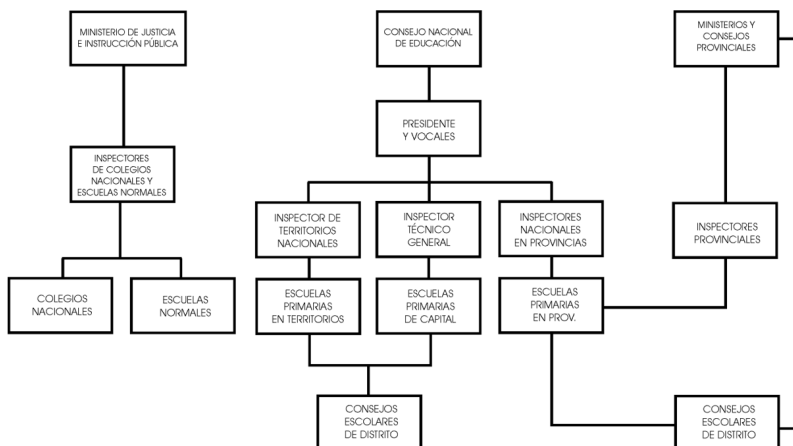 MINISTERIO DE JUSTICIA
E INSTRUCCIÓN PÚBLICA
CONSEJO NACIONAL
DE EDUCACIÓN
MINISTERIOS Y
CONSEJOS
PROVINCIALES
PRESIDENTE
Y VOCALES
INSPECTORES
DE COLEGIOS
NACIONALES Y
ESCUELAS NORMALES
INSPECTOR DE
TERRITORIOS
NACIONALES
INSPECTOR
TÉCNICO
GENERAL
INSPECTORES
NACIONALES
EN PROVINCIAS
INSPECTORES
PROVINCIALES
COLEGIOS
NACIONALES
ESCUELAS
NORMALES
ESCUELAS
PRIMARIAS
EN TERRITORIOS
ESCUELAS
PRIMARIAS
DE CAPITAL
ESCUELAS
PRIMARIAS
EN PROV.
CONSEJOS
ESCOLARES
DE DISTRITO
CONSEJOS
ESCOLARES
DE DISTRITO